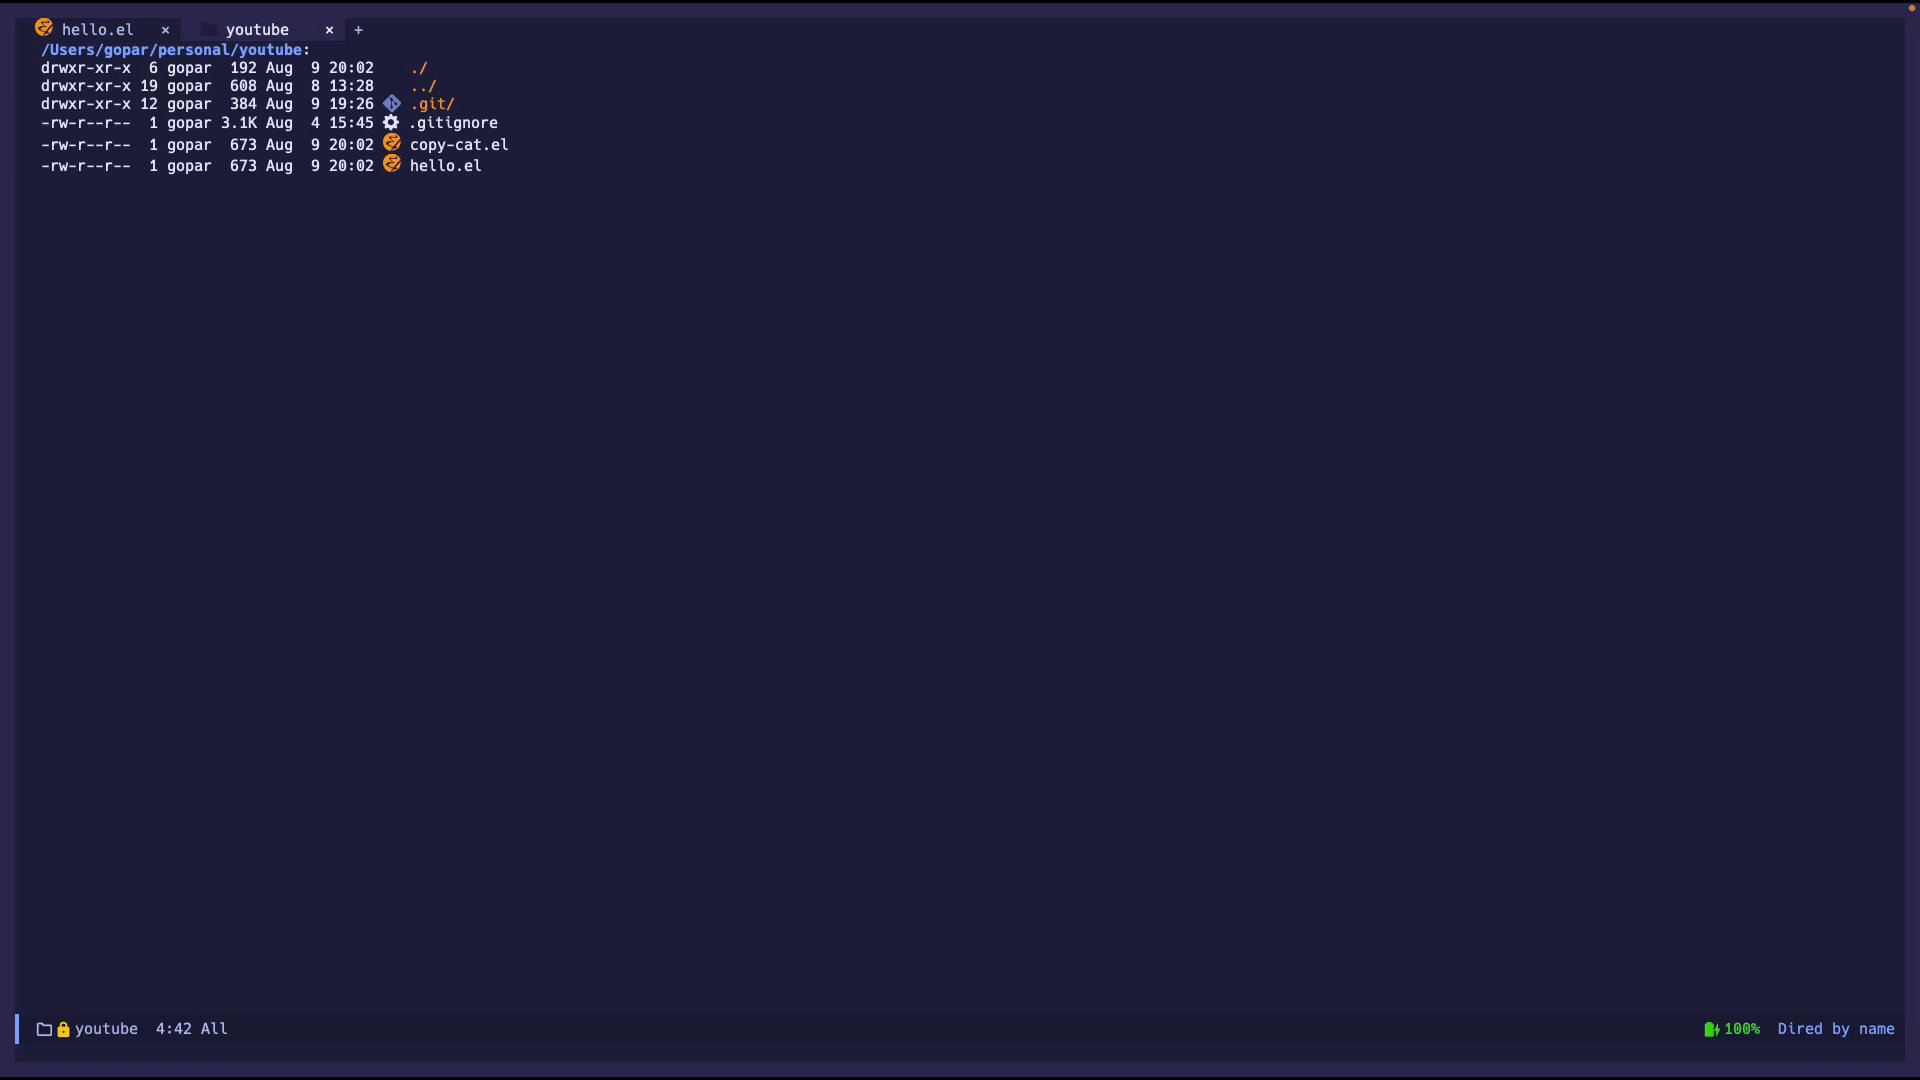 hello.el × youtube × +
/Users/gopar/personal/youtube:
drwxr-xr-x  6 gopar  192 Aug  9 20:02 ./
drwxr-xr-x 19 gopar  608 Aug  8 13:28 ../
drwxr-xr-x 12 gopar  384 Aug  9 19:26 .git/
-rw-r--r--  1 gopar 3.1K Aug  4 15:45 .gitignore
-rw-r--r--  1 gopar  673 Aug  9 20:02 copy-cat.el
-rw-r--r--  1 gopar  673 Aug  9 20:02 hello.el
youtube  4:42 All 100%  Dired by name